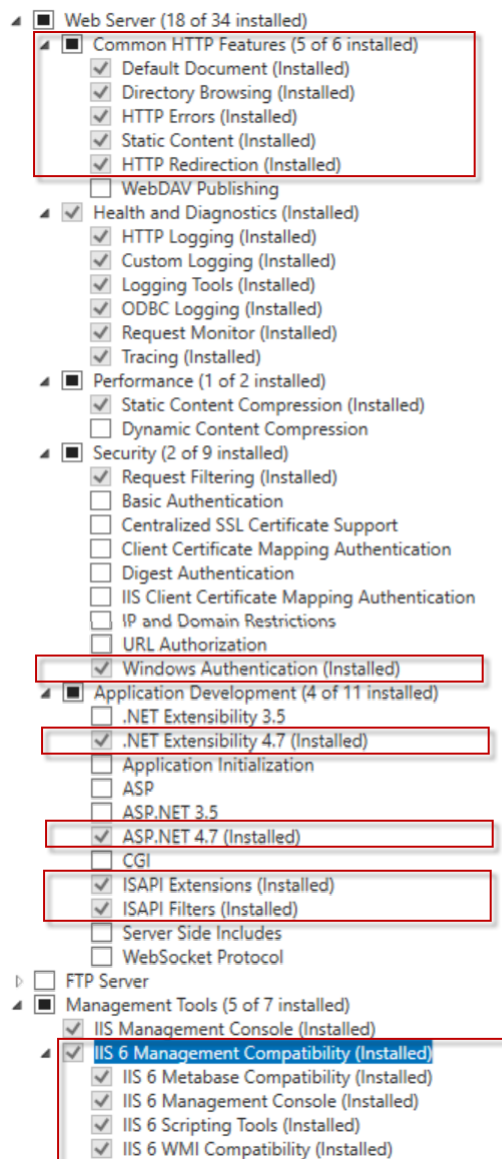 Web Server (18 of 34 installed)
Common HTTP Features (5 of 6 installed)
Default Document (Installed)
Directory Browsing (Installed)
HTTP Errors (Installed)
Static Content (Installed)
HTTP Redirection (Installed)
WebDAV Publishing
Health and Diagnostics (Installed)
HTTP Logging (Installed)
Custom Logging (Installed)
Logging Tools (Installed)
ODBC Logging (Installed)
Request Monitor (Installed)
Tracing (Installed)
Performance (1 of 2 installed)
Static Content Compression (Installed)
Dynamic Content Compression
Security (2 of 9 installed)
Request Filtering (Installed)
Basic Authentication
Centralized SSL Certificate Support
Client Certificate Mapping Authentication
Digest Authentication
IIS Client Certificate Mapping Authentication
IP and Domain Restrictions
URL Authorization
Windows Authentication (Installed)
Application Development (4 of 11 installed)
.NET Extensibility 3.5
.NET Extensibility 4.7 (Installed)
Application Initialization
ASP
ASP.NET 3.5
ASP.NET 4.7 (Installed)
CGI
ISAPI Extensions (Installed)
ISAPI Filters (Installed)
Server Side Includes
WebSocket Protocol
FTP Server
Management Tools (5 of 7 installed)
IIS Management Console (Installed)
IIS 6 Management Compatibility (Installed)
IIS 6 Metabase Compatibility (Installed)
IIS 6 Management Console (Installed)
IIS 6 Scripting Tools (Installed)
IIS 6 WMI Compatibility (Installed)